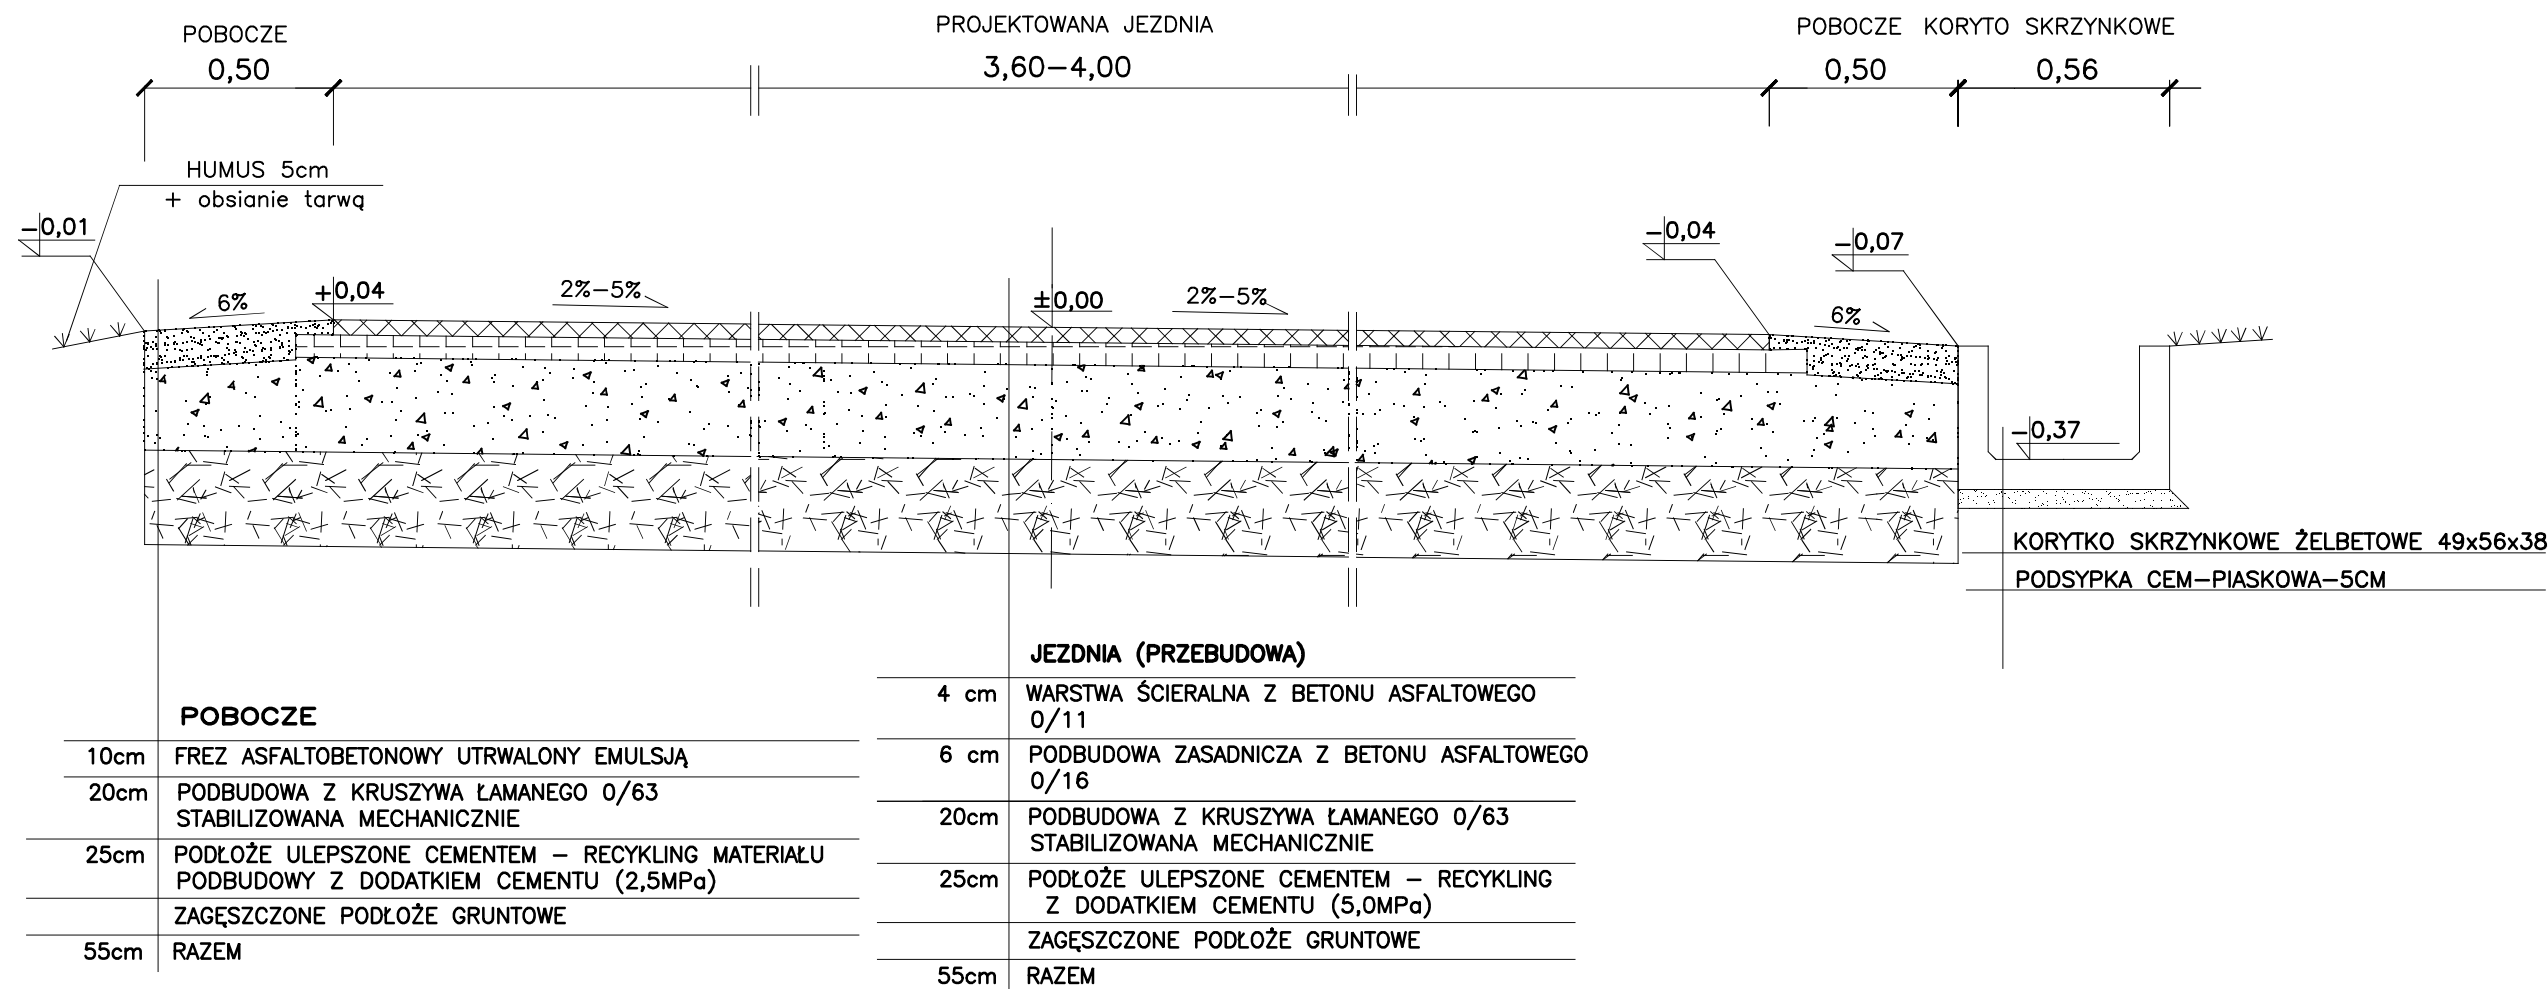 POBOCZE
PROJEKTOWANA JEZDNIA
POBOCZE KORYTO SKRZYNKOWE
0,50
3,60-4,00
0,50
0,56
HUMUS 5cm
+ obsianie tarwą
-0,01
-0,04
-0,07
6%
+0,04
2%-5%
±0,00
2%-5%
6%
-0,37
KORYTKO SKRZYNKOWE ŻELBETOWE 49x56x38
PODSYPKA CEM-PIASKOWA-5CM
POBOCZE
10cm FREZ ASFALTOBETONOWY UTRWALONY EMULSJĄ
20cm PODBUDOWA Z KRUSZYWA ŁAMANEGO 0/63
STABILIZOWANA MECHANICZNIE
25cm PODŁOŻE ULEPSZONE CEMENTEM - RECYKLING MATERIAŁU
PODBUDOWY Z DODATKIEM CEMENTU (2,5MPa)
ZAGĘSZCZONE PODŁOŻE GRUNTOWE
55cm RAZEM
JEZDNIA (PRZEBUDOWA)
4 cm WARSTWA ŚCIERALNA Z BETONU ASFALTOWEGO
0/11
6 cm PODBUDOWA ZASADNICZA Z BETONU ASFALTOWEGO
0/16
20cm PODBUDOWA Z KRUSZYWA ŁAMANEGO 0/63
STABILIZOWANA MECHANICZNIE
25cm PODŁOŻE ULEPSZONE CEMENTEM - RECYKLING
Z DODATKIEM CEMENTU (5,0MPa)
ZAGĘSZCZONE PODŁOŻE GRUNTOWE
55cm RAZEM